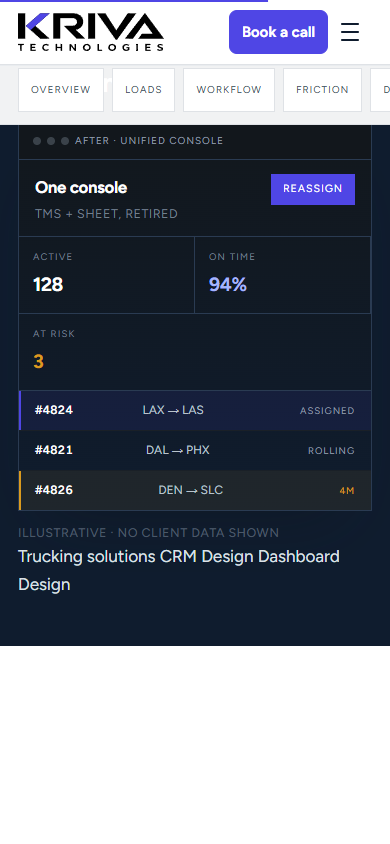 KRIVA
TECHNOLOGIES
Book a call
OVERVIEW
LOADS
WORKFLOW
FRICTION
AFTER · UNIFIED CONSOLE
One console
REASSIGN
TMS + SHEET, RETIRED
ACTIVE
ON TIME
128
94%
AT RISK
3
#4824 LAX → LAS ASSIGNED
#4821 DAL → PHX ROLLING
#4826 DEN → SLC 4M
ILLUSTRATIVE · NO CLIENT DATA SHOWN
Trucking solutions CRM Design Dashboard
Design